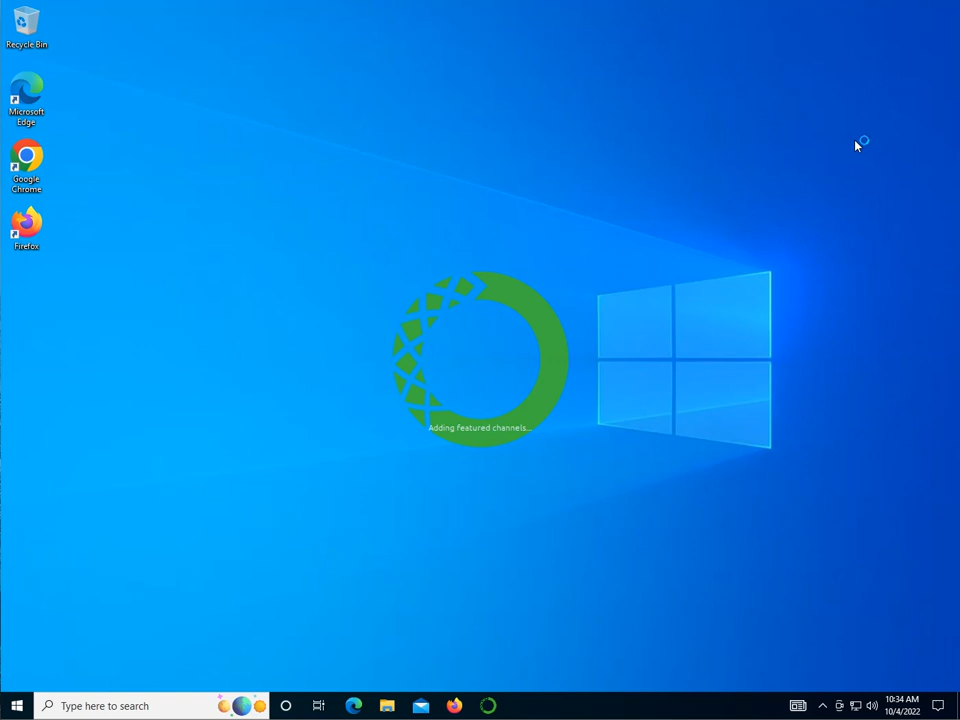 Recycle Bin
Microsoft
Edge
Google
Chrome
Firefox
Adding featured channels...
Type here to search
10:34 AM
10/4/2022